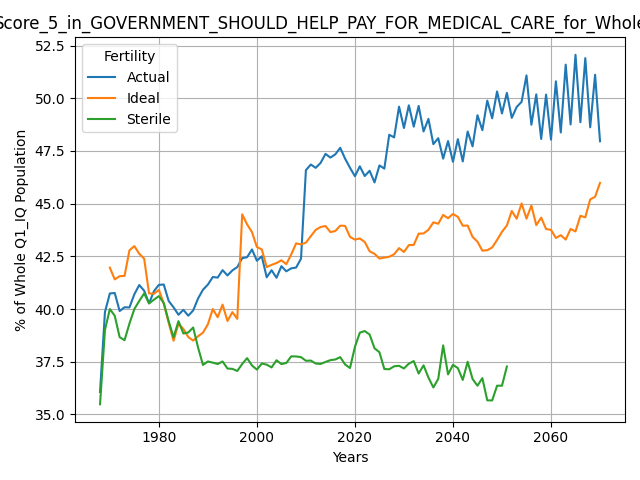 Score_5_in_GOVERNMENT_SHOULD_HELP_PAY_FOR_MEDICAL_CARE_for_Whole
Fertility
Actual
Ideal
Sterile
% of Whole Q1_IQ Population
52.5
50.0
47.5
45.0
42.5
40.0
37.5
35.0
1980
2000
2020
2040
2060
Years